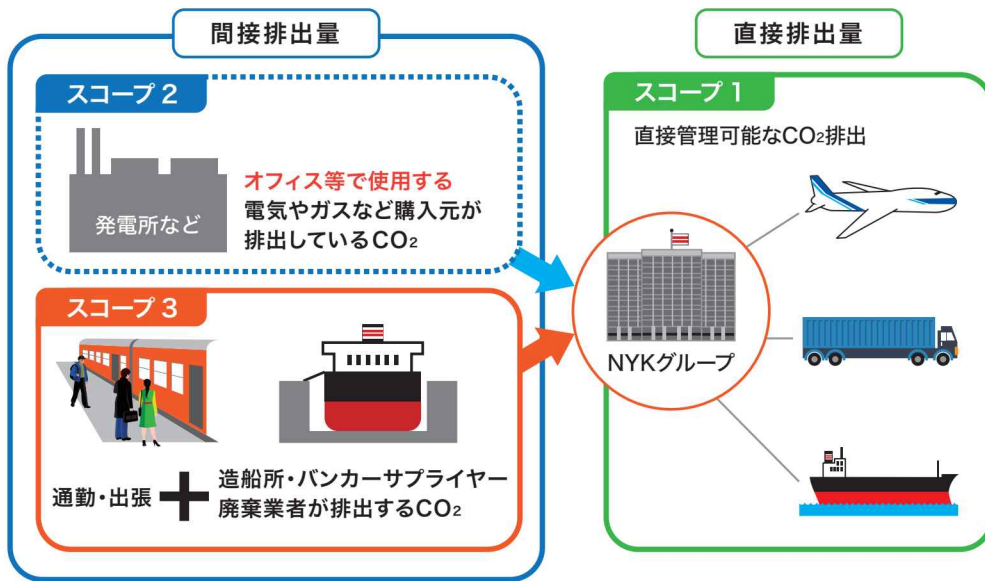 間接排出量
スコープ 2
発電所など
オフィス等で使用する
電気やガスなど購入元が
排出しているCO₂
スコープ 3
通勤・出張
造船所・バンカーサプライヤー
廃棄業者が排出するCO₂
直接排出量
スコープ 1
直接管理可能なCO₂排出
NYKグループ